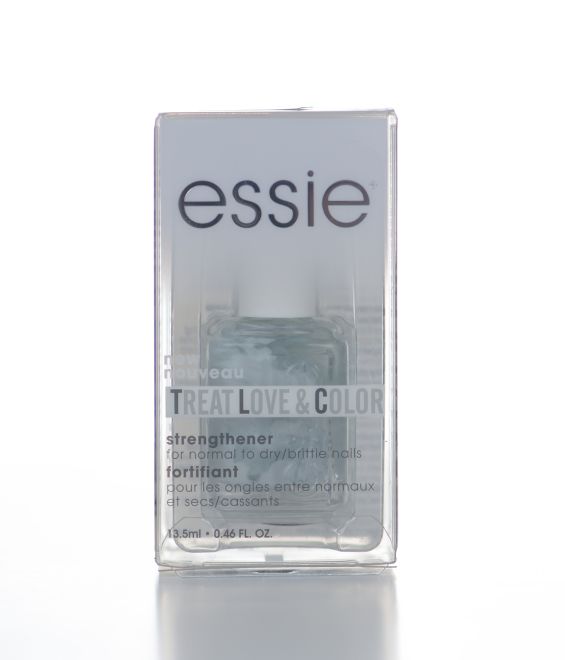 essie
new
nouveau
TREAT LOVE & COLOR
strengthener
for normal to dry/brittle nails
fortifiant
pour les ongles entre normaux
et secs/cassants
13.5ml • 0.46 FL. OZ.